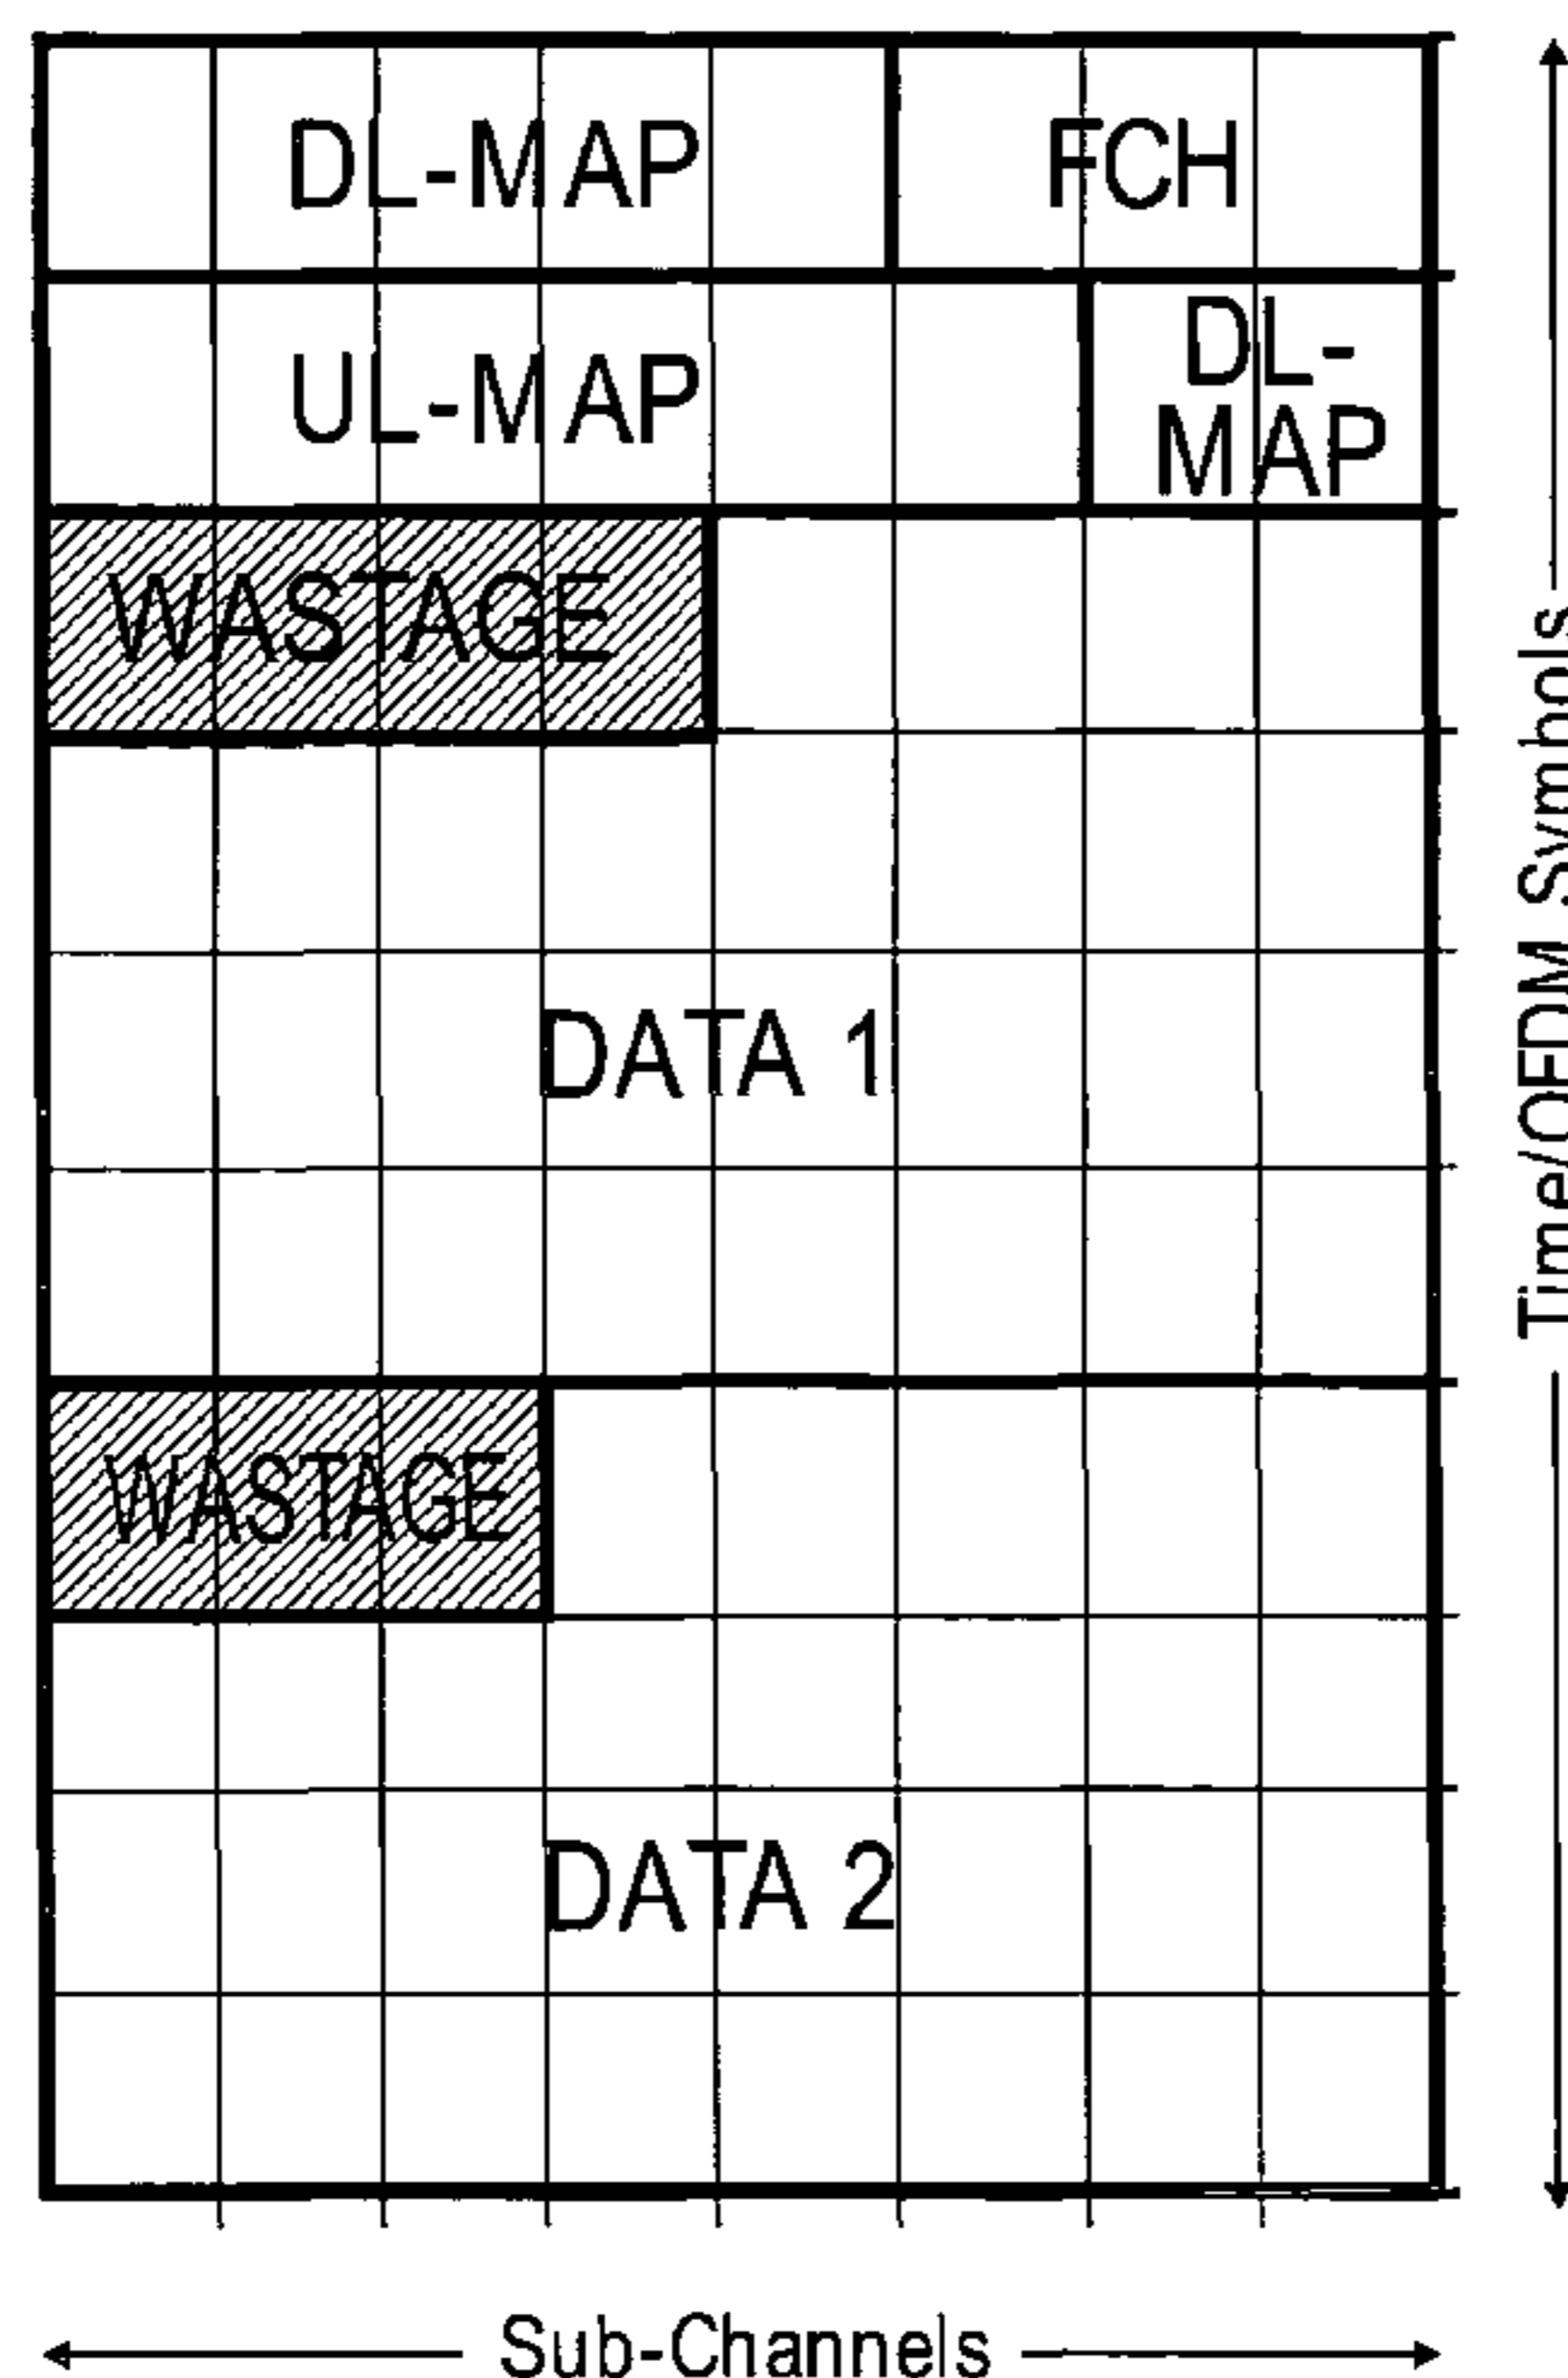 DL-MAP
FCH
UL-MAP
DL-
MAP
WASTAGE
DATA 1
WASTAGE
DATA 2
Time/OFDM Symbols
Sub-Channels